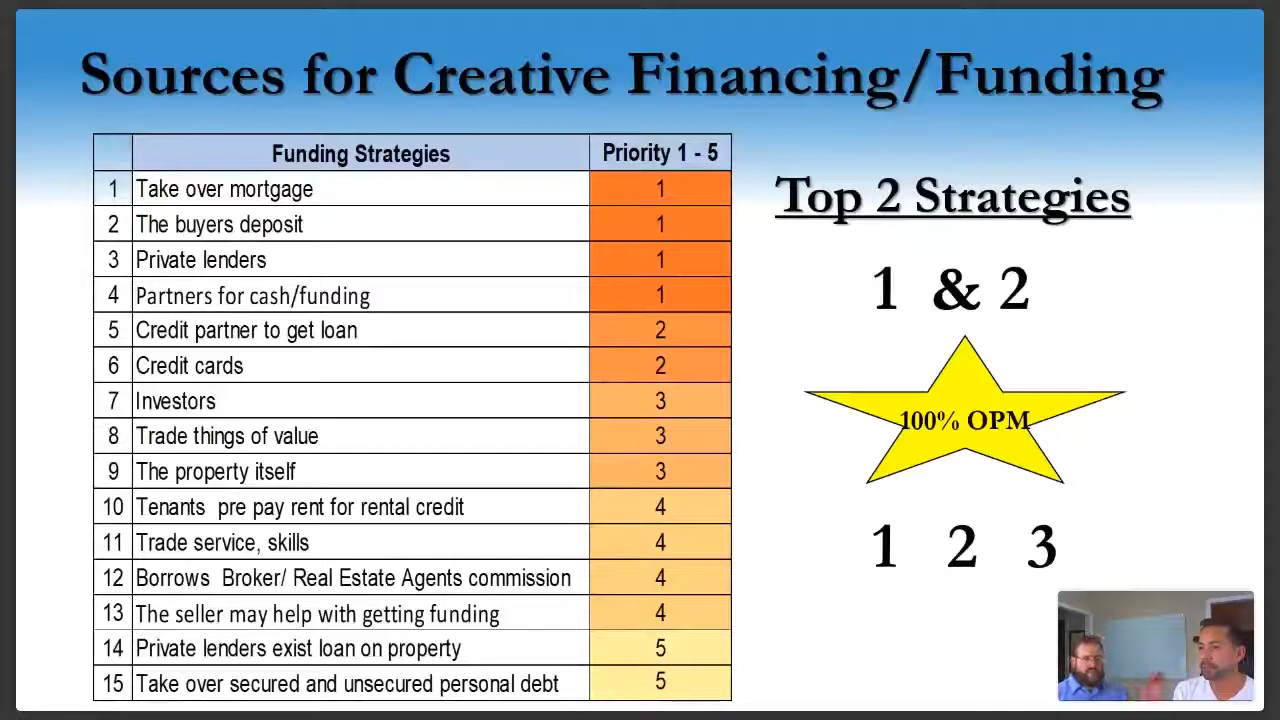 Sources for Creative Financing/Funding
Funding Strategies Priority 1 - 5
1 Take over mortgage 1
2 The buyers deposit 1
3 Private lenders 1
4 Partners for cash/funding 1
5 Credit partner to get loan 2
6 Credit cards 2
7 Investors 3
8 Trade things of value 3
9 The property itself 3
10 Tenants pre pay rent for rental credit 4
11 Trade service, skills 4
12 Borrows Broker/ Real Estate Agents commission 4
13 The seller may help with getting funding 4
14 Private lenders exist loan on property 5
15 Take over secured and unsecured personal debt 5
Top 2 Strategies
1 & 2
100% OPM
1 2 3